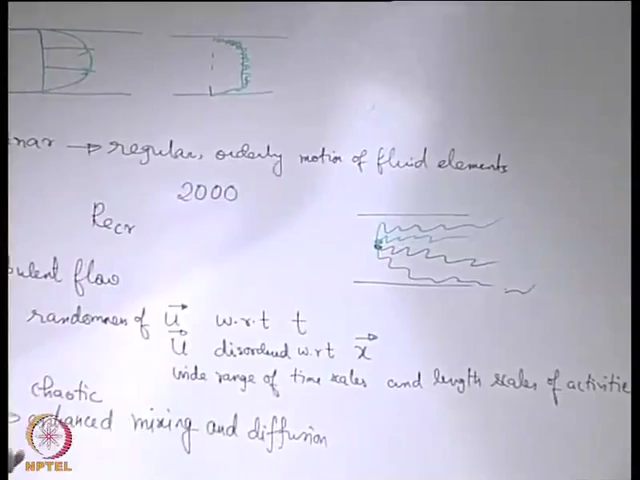 nar → regular, orderly motion of fluid elements
2000
Recr
bulent flow
randomness of u w.r.t t
u disordered w.r.t x
wide range of time scales and length scales of activitie
chaotic
enhanced mixing and diffusion
NPTEL